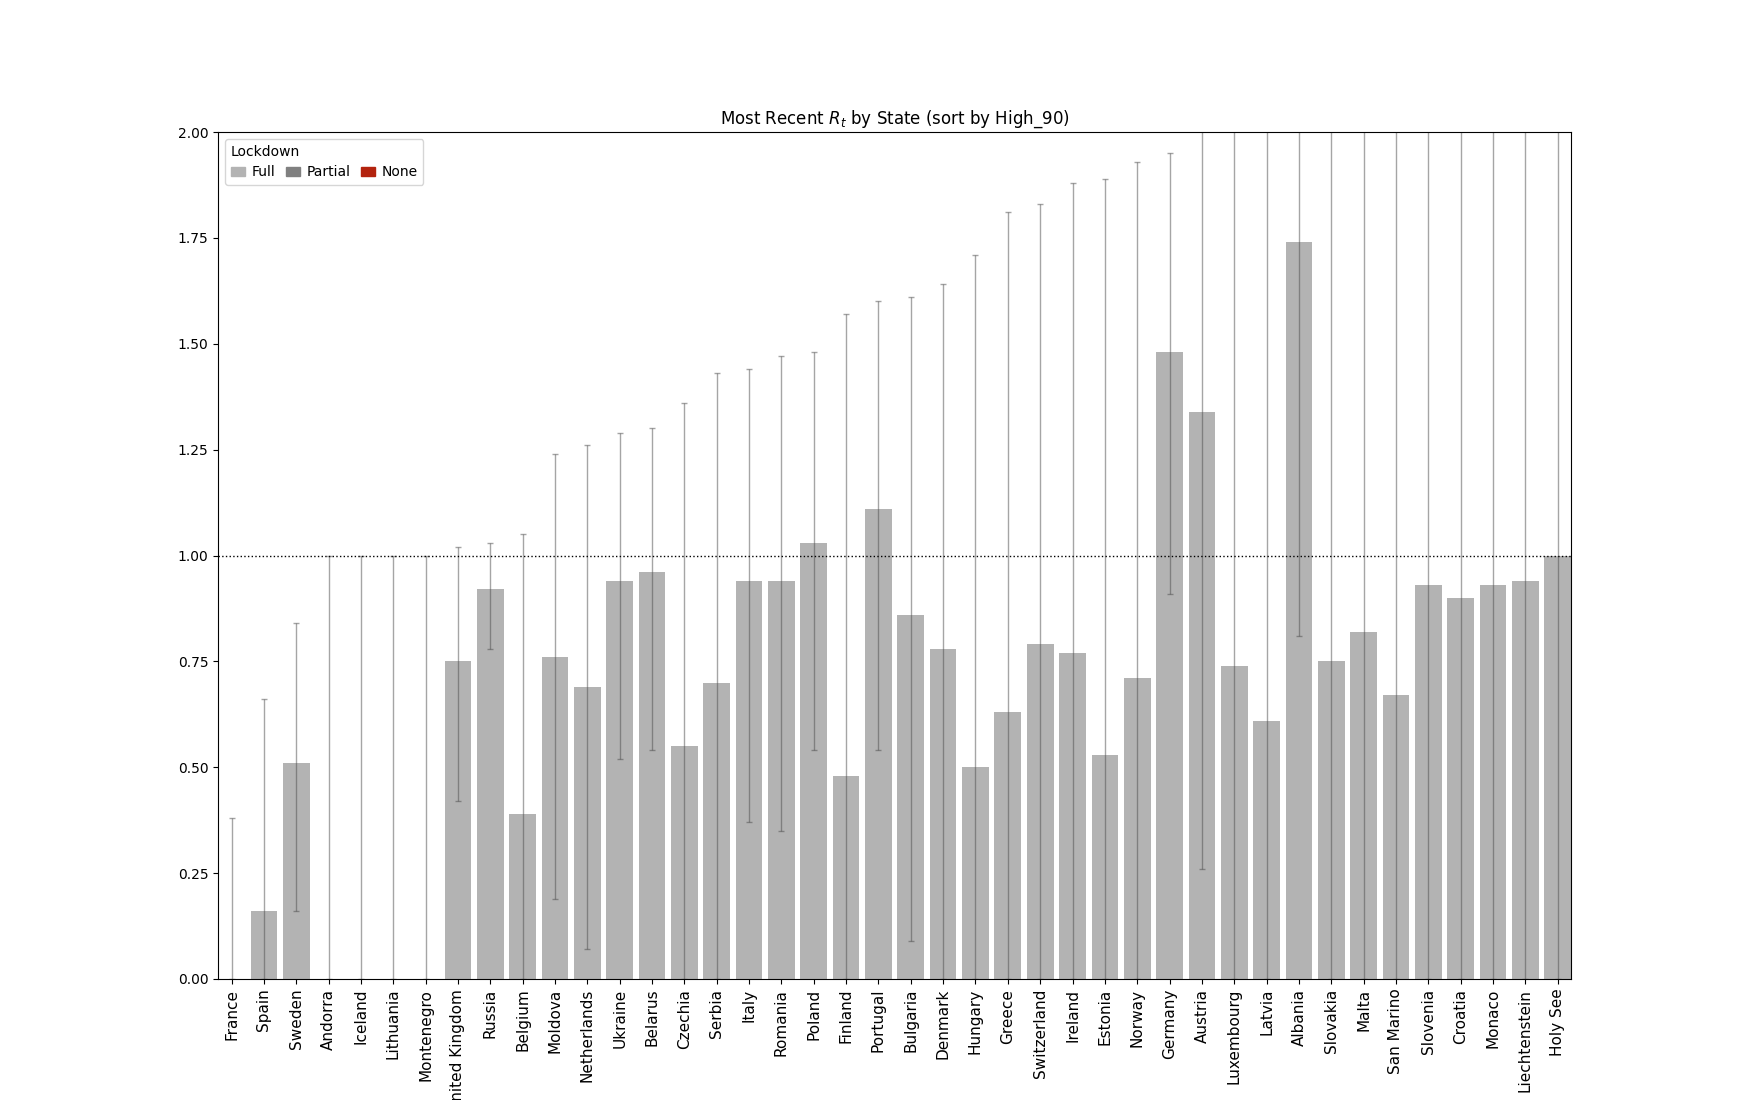 Most Recent R_t by State (sort by High_90)
2.00
Lockdown
Full Partial None
1.75
1.50
1.25
1.00
0.75
0.50
0.25
0.00
France
Spain
Sweden
Andorra
Iceland
Lithuania
Montenegro
nited Kingdom
Russia
Belgium
Moldova
Netherlands
Ukraine
Belarus
Czechia
Serbia
Italy
Romania
Poland
Finland
Portugal
Bulgaria
Denmark
Hungary
Greece
Switzerland
Ireland
Estonia
Norway
Germany
Austria
Luxembourg
Latvia
Albania
Slovakia
Malta
San Marino
Slovenia
Croatia
Monaco
Liechtenstein
Holy See